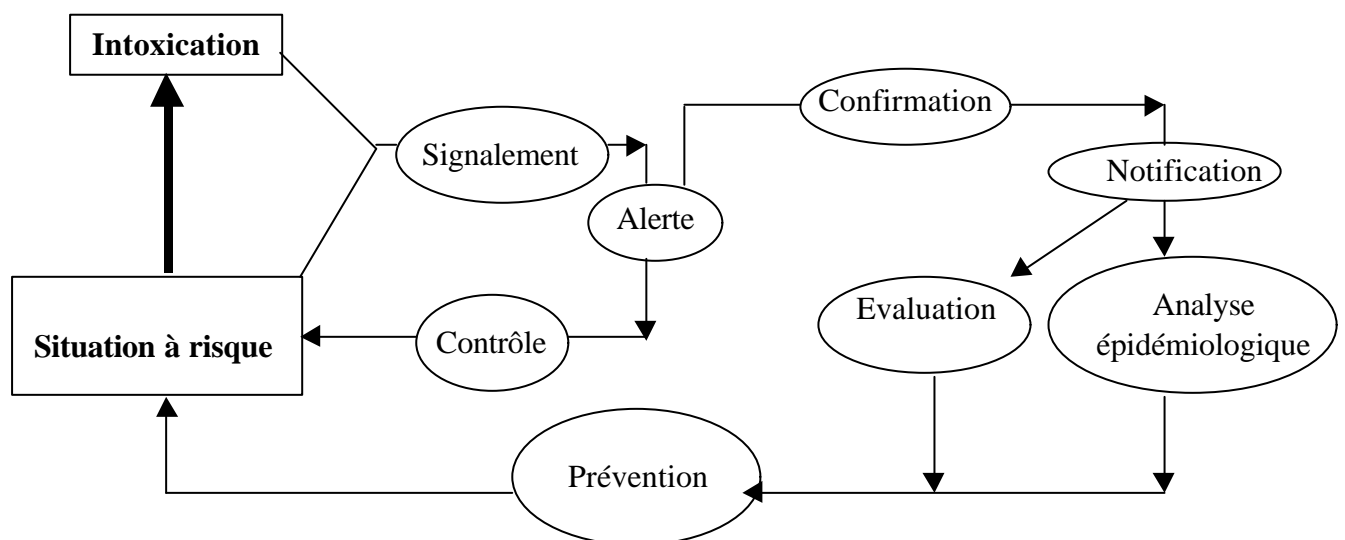 Intoxication
Confirmation
Signalement
Notification
Alerte
Evaluation
Analyse
épidémiologique
Situation à risque
Contrôle
Prévention